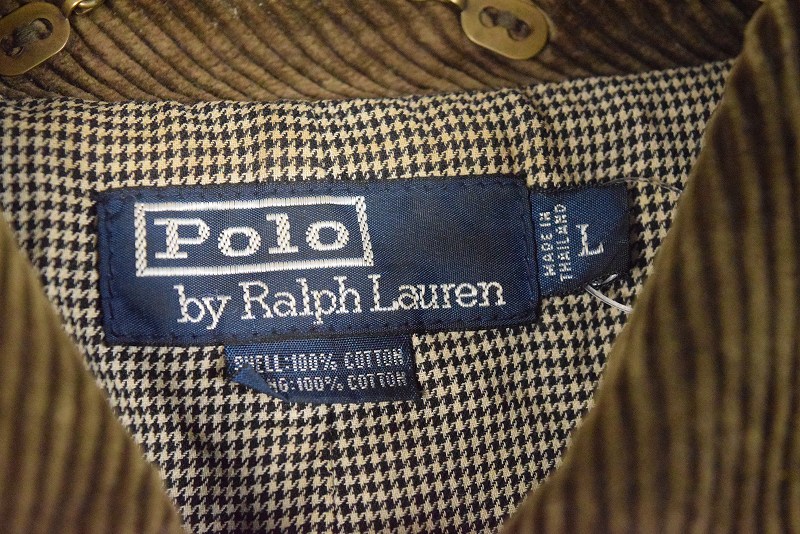 Polo
by Ralph Lauren
MADE IN
THAILAND
L
SHELL:100% COTTON
:100% COTTON